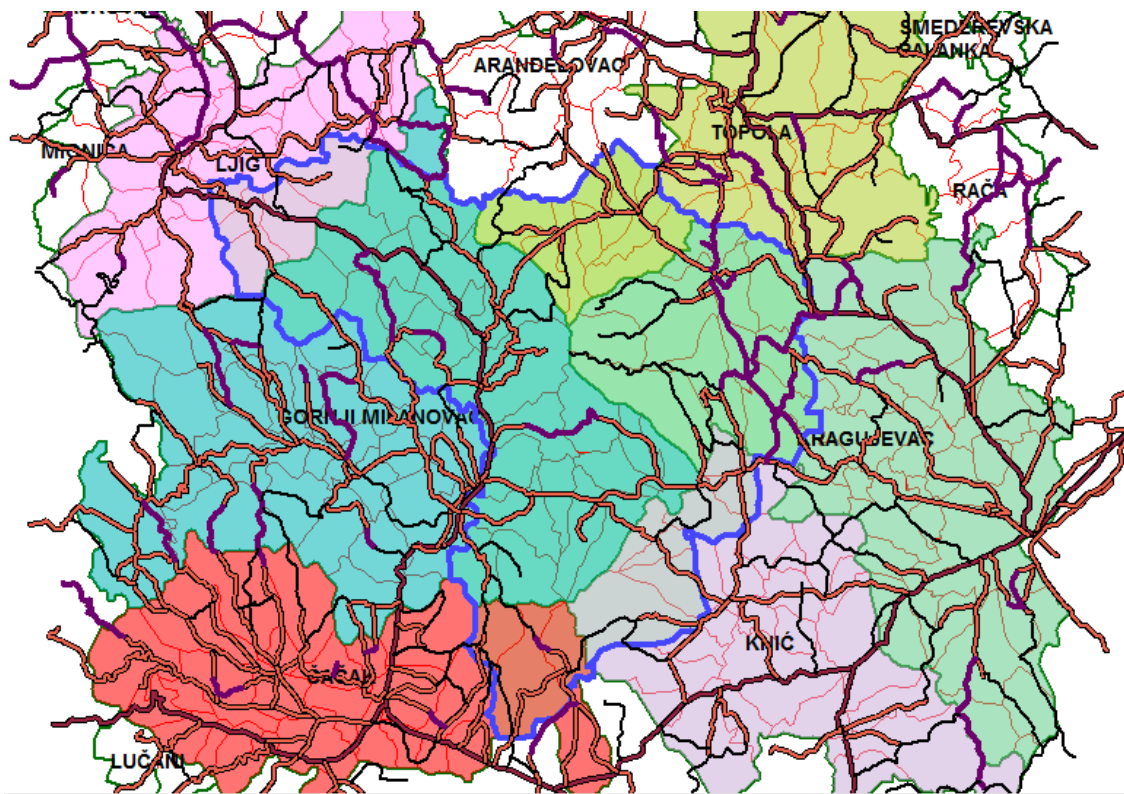 SMEDEREVSKA
PALANKA
ARANĐELOVAC
TOPOLA
MIONICA
LJIG
RAČA
GORNJI MILANOVAC
KRAGUJEVAC
KNIĆ
ČAČAK
LUČANI